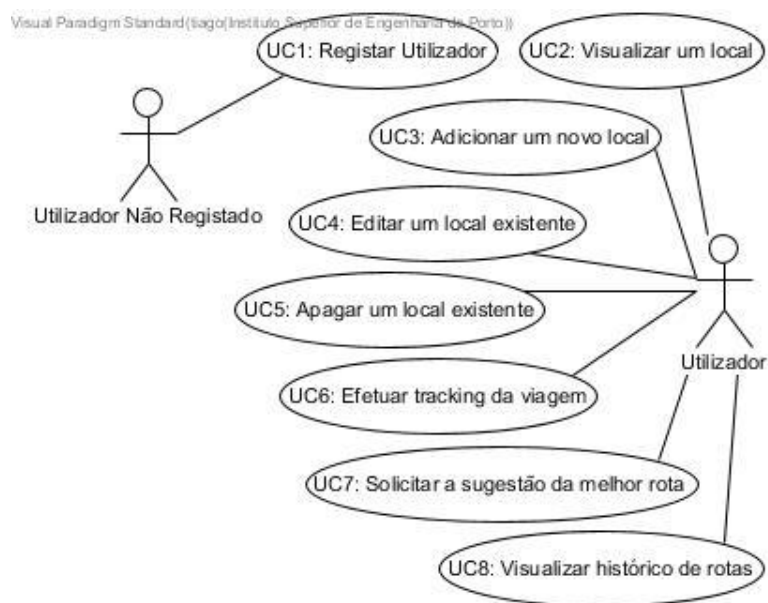 Visual Paradigm Standard(tiago(Instituto Superior de Engenharia do Porto))
UC1: Registar Utilizador
UC2: Visualizar um local
UC3: Adicionar um novo local
Utilizador Não Registado
UC4: Editar um local existente
UC5: Apagar um local existente
Utilizador
UC6: Efetuar tracking da viagem
UC7: Solicitar a sugestão da melhor rota
UC8: Visualizar histórico de rotas